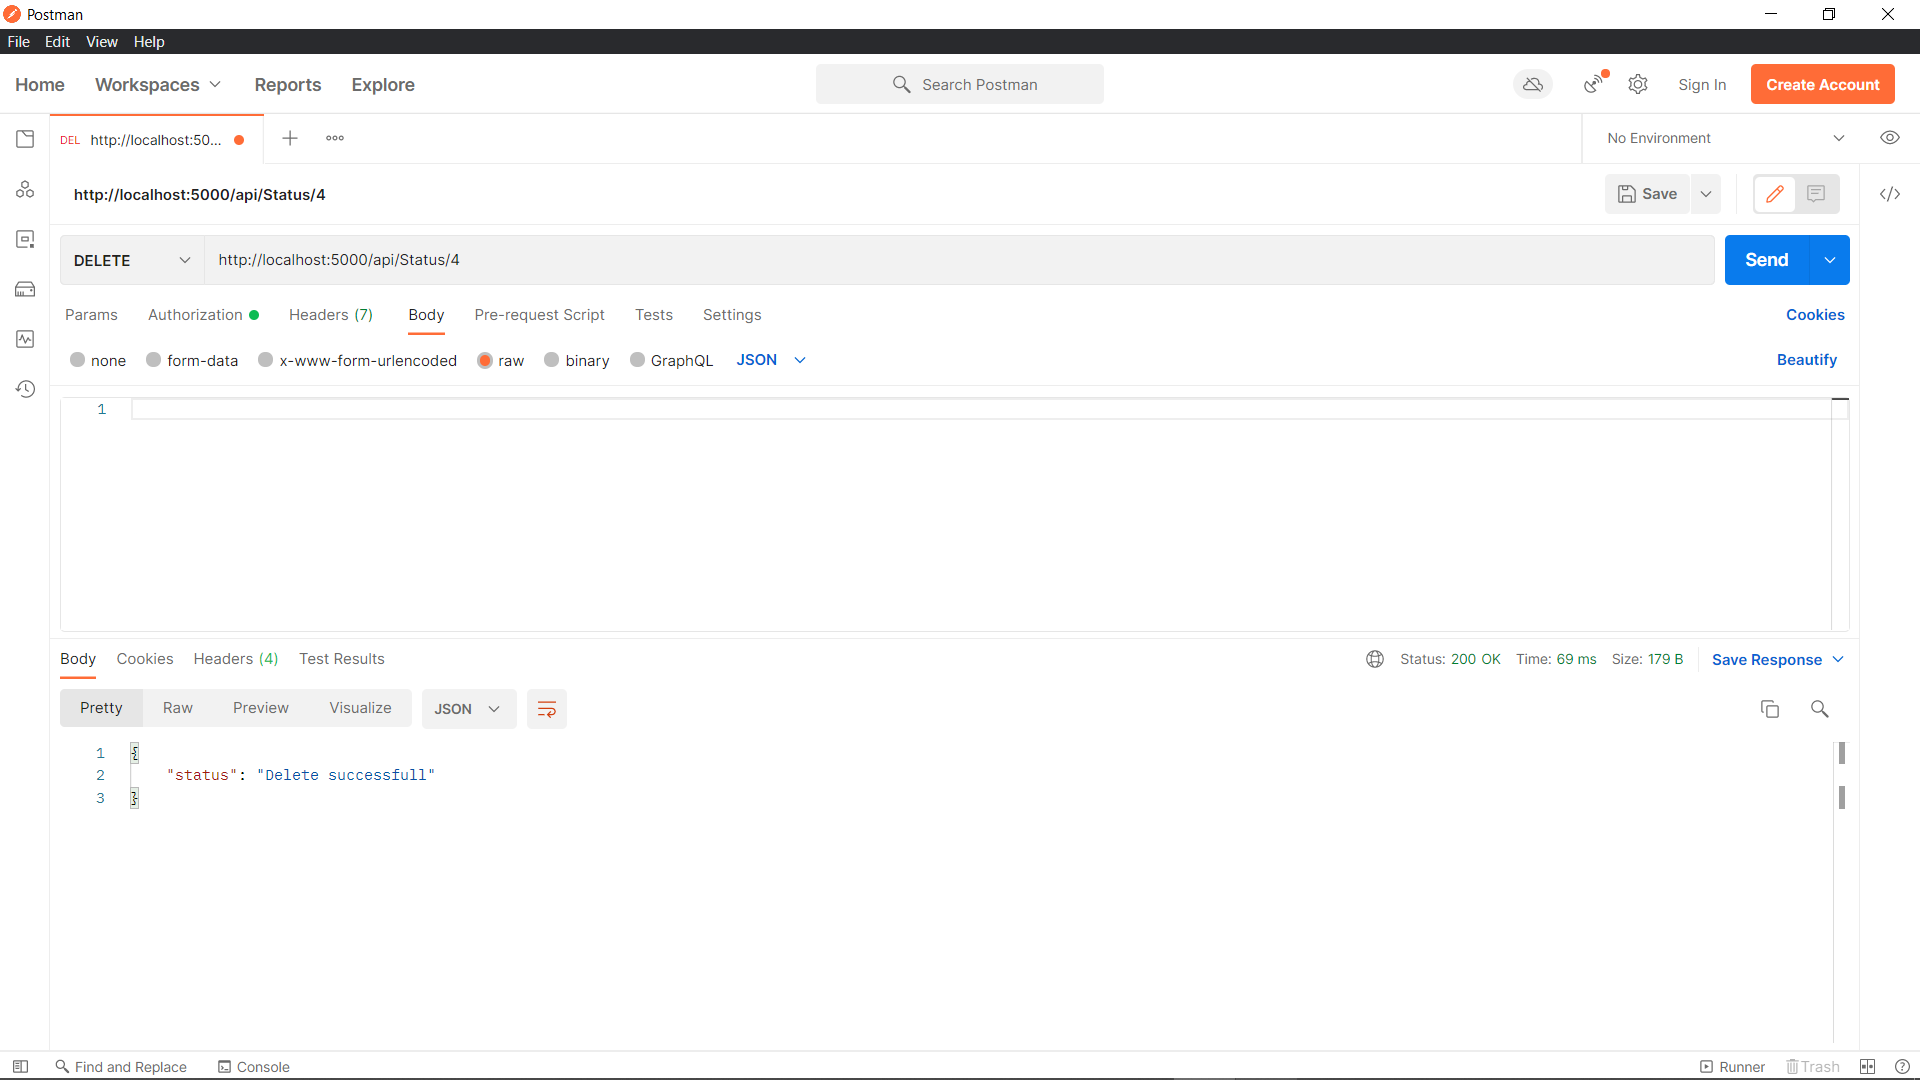 Postman
File Edit View Help
Home Workspaces Reports Explore Search Postman Sign In Create Account
DEL http://localhost:50... No Environment
http://localhost:5000/api/Status/4 Save
DELETE http://localhost:5000/api/Status/4 Send
Params Authorization Headers (7) Body Pre-request Script Tests Settings Cookies
none form-data x-www-form-urlencoded raw binary GraphQL JSON Beautify
1
Body Cookies Headers (4) Test Results Status: 200 OK Time: 69 ms Size: 179 B Save Response
Pretty Raw Preview Visualize JSON
1 {
2 "status": "Delete successfull"
3 }
Find and Replace Console Runner Trash